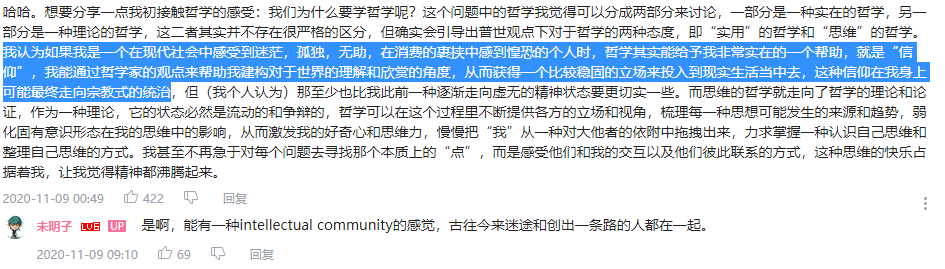 哈哈。想要分享一点我初接触哲学的感受：我们为什么要学哲学呢？这个问题中的哲学我觉得可以分成两部分来讨论，一部分是一种实在的哲学，另一
部分是一种理论的哲学，这二者其实并不存在很严格的区分，但确实会引导出普世观点下对于哲学的两种态度，即“实用”的哲学和“思维”的哲学。
我认为如果我是一个在现代社会中感受到迷茫，孤独，无助，在消费的裹挟中感到惶恐的个人时，哲学其实能给予我非常实在的一个帮助，就是“信
仰”，我能通过哲学家的观点来帮助我建构对于世界的理解和欣赏的角度，从而获得一个比较稳固的立场来投入到现实生活当中去，这种信仰在我身上
可能最终走向宗教式的统治，但（我个人认为）那至少也比我此前一种逐渐走向虚无的精神状态要更切实一些。而思维的哲学就走向了哲学的理论和论
证，作为一种理论，它的状态必然是流动的和争辩的，哲学可以在这个过程里不断提供各方的立场和视角，梳理每一种思想可能发生的来源和趋势，弱
化固有意识形态在我的思维中的影响，从而激发我的好奇心和思维力，慢慢把“我”从一种对大他者的依附中拖拽出来，力求掌握一种认识自己思维和
整理自己思维的方式。我甚至不再急于对每个问题去寻找那个本质上的“点”，而是感受他们和我的交互以及他们彼此联系的方式，这种思维的快乐占
据着我，让我觉得精神都沸腾起来。
2020-11-09 00:49 422 回复
未明子 LV6 UP 是啊，能有一种intellectual community的感觉，古往今来迷途和创出一条路的人都在一起。
2020-11-09 09:10 69 回复